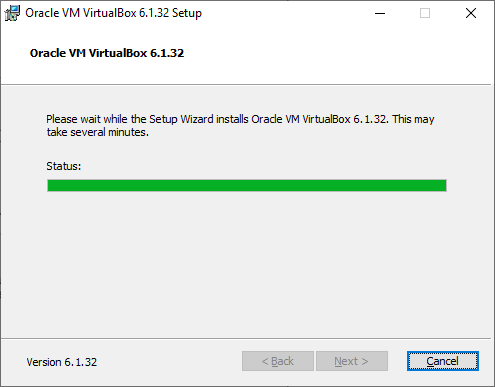 Oracle VM VirtualBox 6.1.32 Setup
Oracle VM VirtualBox 6.1.32
Please wait while the Setup Wizard installs Oracle VM VirtualBox 6.1.32. This may
take several minutes.
Status:
Version 6.1.32
< Back
Next >
Cancel